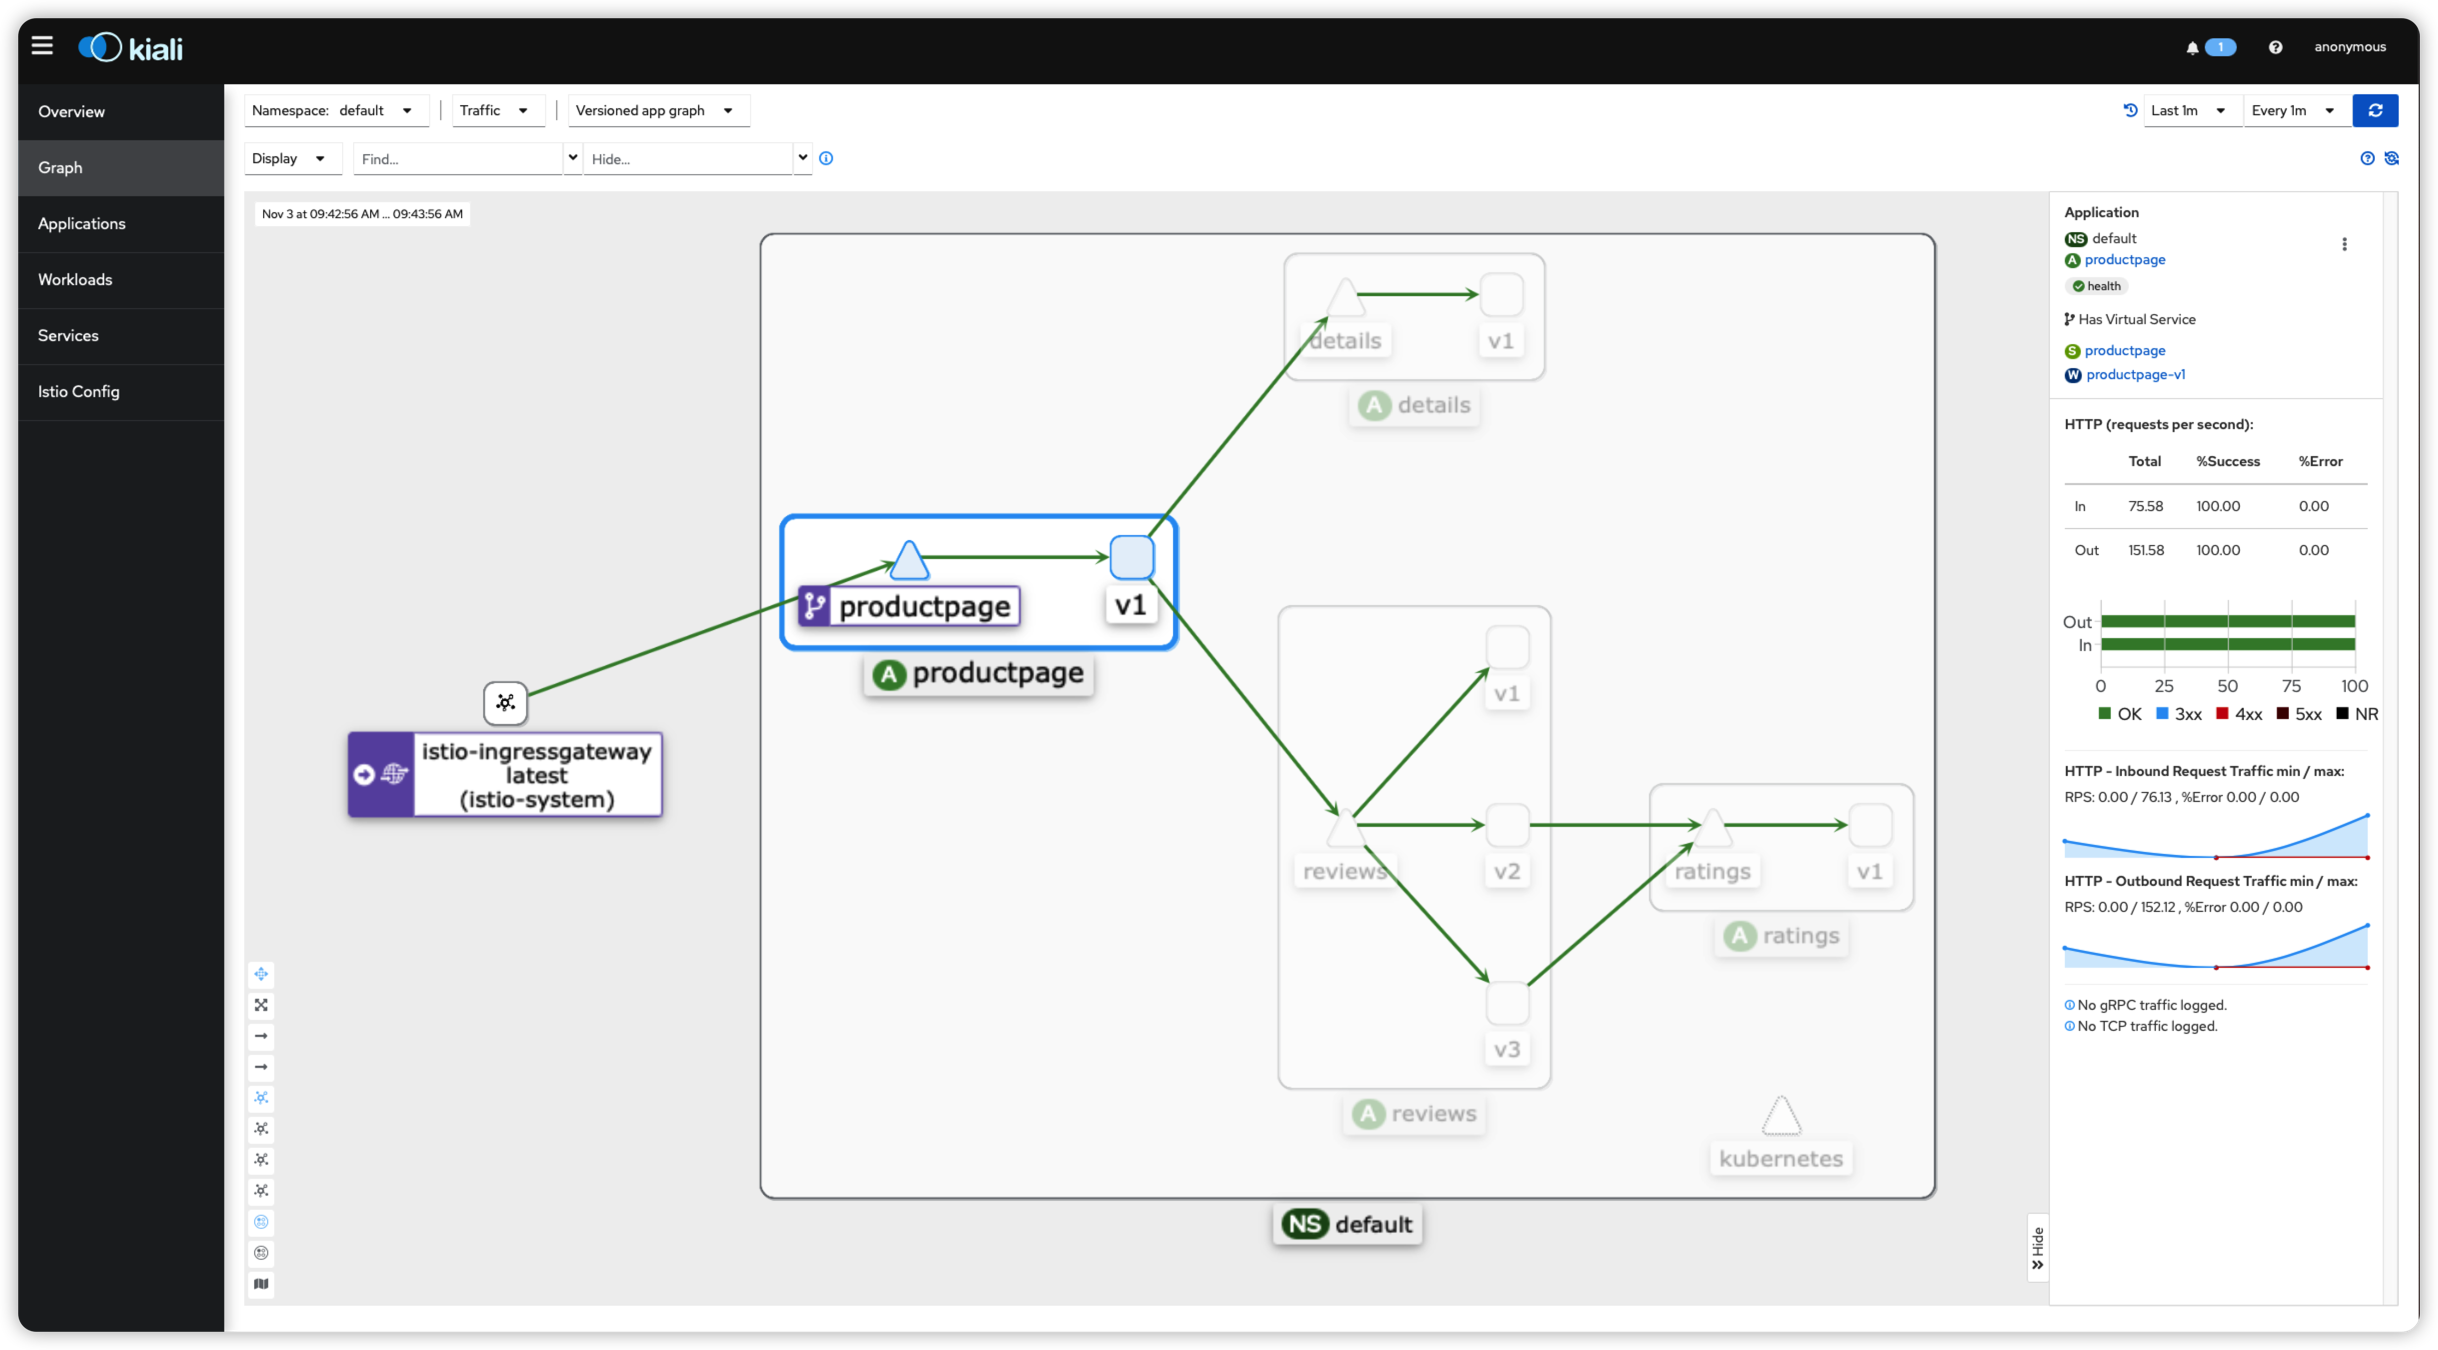 kiali
1
anonymous
Overview
Graph
Applications
Workloads
Services
Istio Config
Namespace: default
Traffic
Versioned app graph
Last 1m
Every 1m
Display
Find...
Hide...
Nov 3 at 09:42:56 AM ... 09:43:56 AM
details
v1
A details
productpage
v1
A productpage
istio-ingressgateway
latest
(istio-system)
v1
reviews
v2
ratings
v1
A ratings
v3
A reviews
kubernetes
NS default
Hide
Application
NS default
A productpage
health
Has Virtual Service
S productpage
W productpage-v1
HTTP (requests per second):
Total %Success %Error
In 75.58 100.00 0.00
Out 151.58 100.00 0.00
Out
In
0 25 50 75 100
OK 3xx 4xx 5xx NR
HTTP - Inbound Request Traffic min / max:
RPS: 0.00 / 76.13 , %Error 0.00 / 0.00
HTTP - Outbound Request Traffic min / max:
RPS: 0.00 / 152.12 , %Error 0.00 / 0.00
No gRPC traffic logged.
No TCP traffic logged.